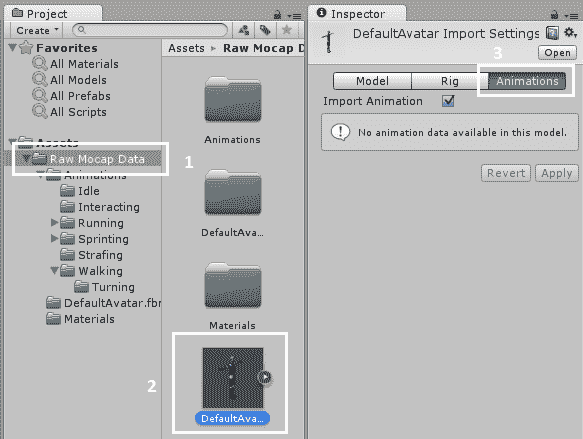 Project
Create
Favorites
All Materials
All Models
All Prefabs
All Scripts
Assets
Raw Mocap Data
1
Animations
Idle
Interacting
Running
Sprinting
Strafing
Walking
Turning
DefaultAvatar.fbr
Materials
Assets ▸ Raw Mocap D
Animations
DefaultAva...
Materials
2
DefaultAva...
Inspector
DefaultAvatar Import Settings
Open
3
Model Rig Animations
Import Animation
No animation data available in this model.
Revert Apply